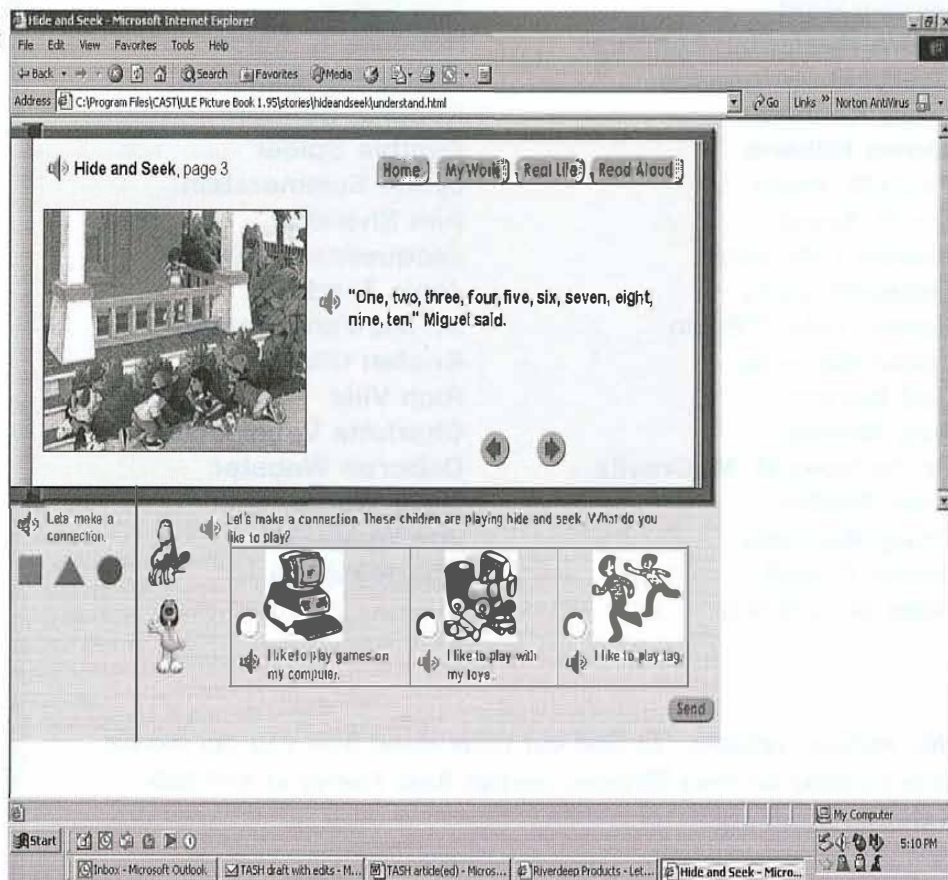 Hide and Seek - Microsoft Internet Explorer
File Edit View Favorites Tools Help
Back Search Favorites Media
Address C:\Program Files\CAST\ULE Picture Book 1.95\stories\hideandseek\understand.html Go Links » Norton AntiVirus
Hide and Seek, page 3
Home My Work Real Life Read Aloud
"One, two, three, four, five, six, seven, eight,
nine, ten," Miguel said.
Lets make a
connection.
Let's make a connection. These children are playing hide and seek. What do you
like to play?
I like to play games on
my computer.
I like to play with
my toys.
I like to play tag.
Send
My Computer
Start 5:10 PM
Inbox - Microsoft Outlook TASH draft with edits - M... TASH article(ed) - Micros... Riverdeep Products - Let... Hide and Seek - Micro...